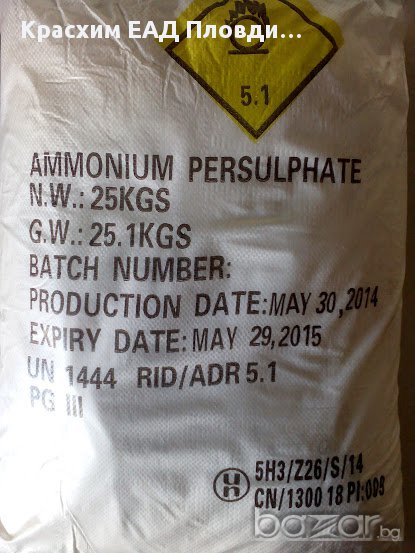 Красхим ЕАД Пловди...
5.1
AMMONIUM PERSULPHATE
N.W.: 25KGS
G.W.: 25.1KGS
BATCH NUMBER:
PRODUCTION DATE: MAY 30, 2014
EXPIRY DATE: MAY 29, 2015
UN 1444 RID/ADR 5.1
PG III
5H3/Z26/S/14
CN/1300 18 PI:008
bazar.bg